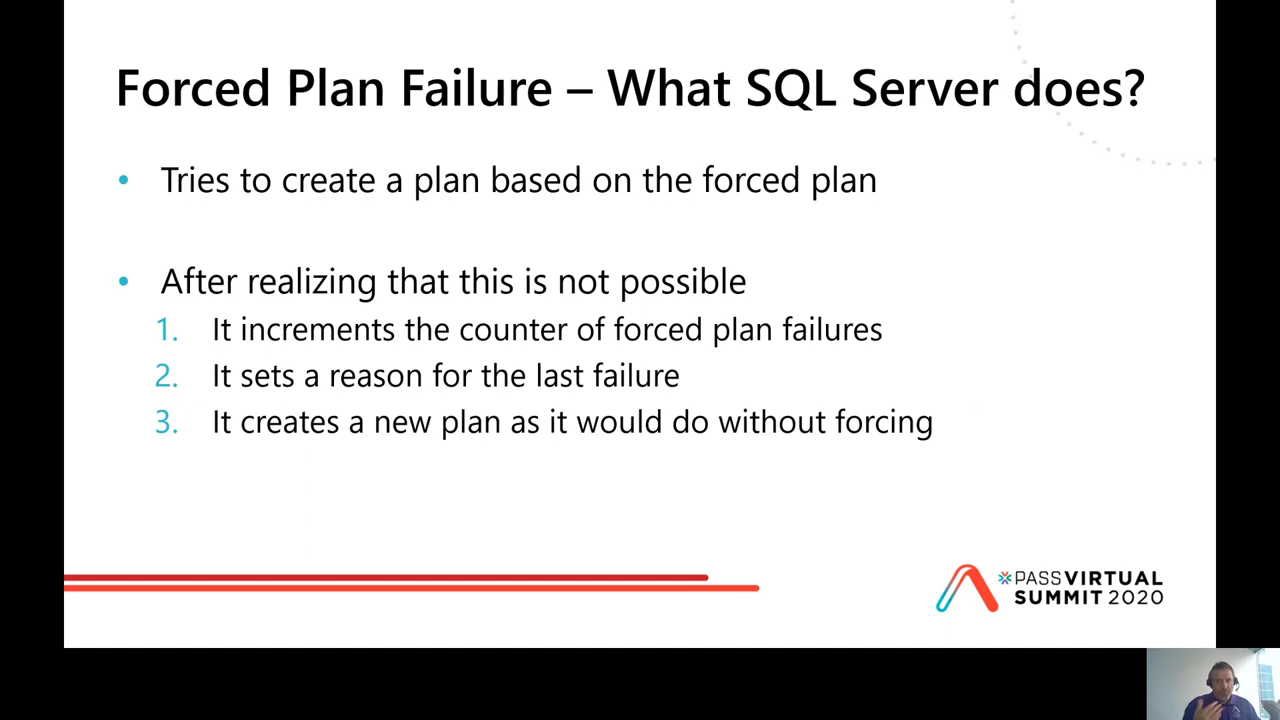 Forced Plan Failure – What SQL Server does?
• Tries to create a plan based on the forced plan
• After realizing that this is not possible
1. It increments the counter of forced plan failures
2. It sets a reason for the last failure
3. It creates a new plan as it would do without forcing
PASS VIRTUAL
SUMMIT 2020